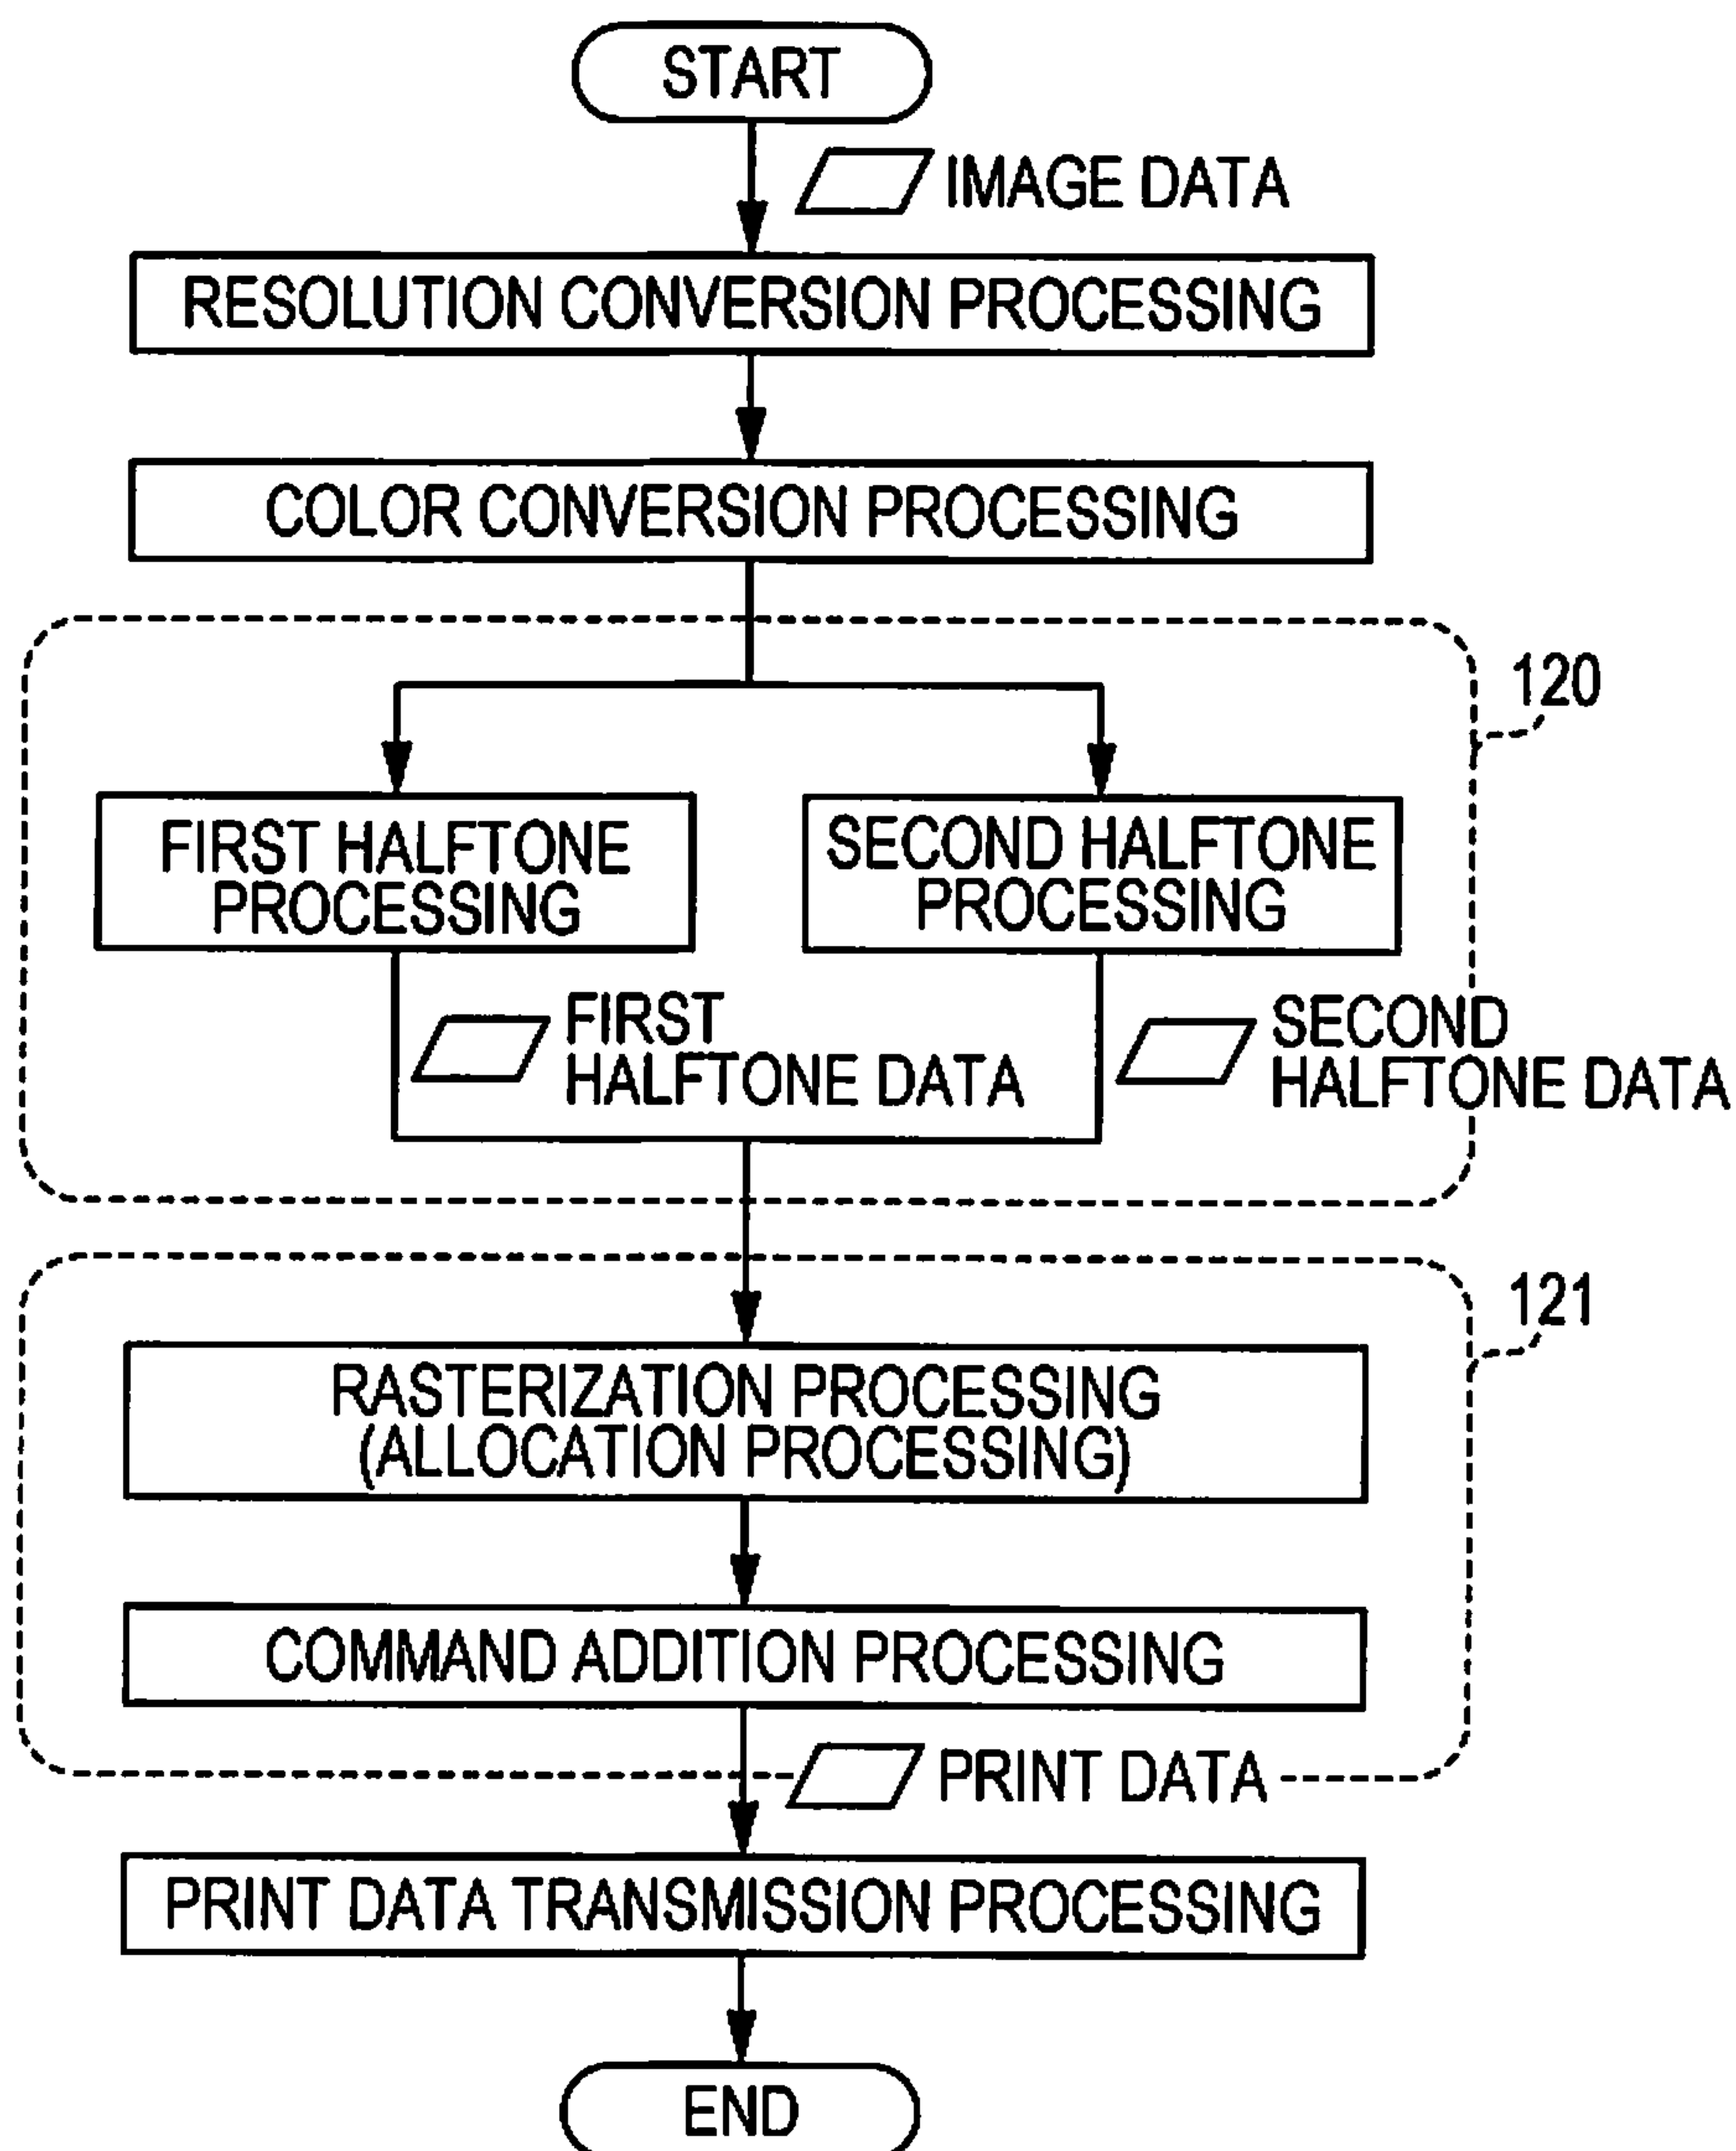 START
IMAGE DATA
RESOLUTION CONVERSION PROCESSING
COLOR CONVERSION PROCESSING
120
FIRST HALFTONE
PROCESSING
SECOND HALFTONE
PROCESSING
FIRST
HALFTONE DATA
SECOND
HALFTONE DATA
121
RASTERIZATION PROCESSING
(ALLOCATION PROCESSING)
COMMAND ADDITION PROCESSING
PRINT DATA
PRINT DATA TRANSMISSION PROCESSING
END